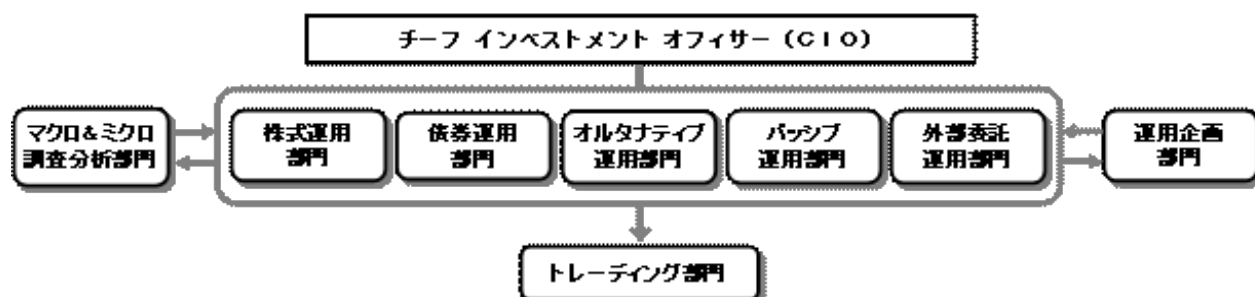 チーフ インベストメント オフィサー（ＣＩＯ）
マクロ＆ミクロ
調査分析部門
株式運用
部門
債券運用
部門
オルタナティブ
運用部門
パッシブ
運用部門
外部委託
運用部門
運用企画
部門
トレーディング部門